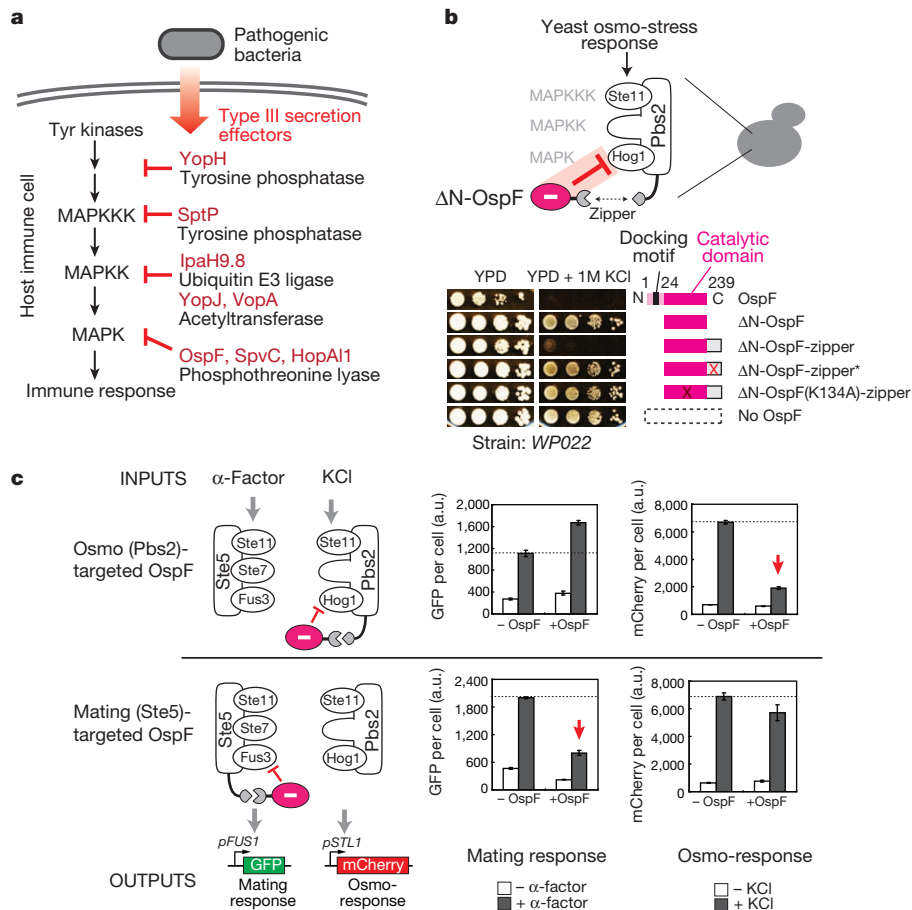 a
Pathogenic
bacteria
Type III secretion
effectors
Host immune cell
Tyr kinases
YopH
Tyrosine phosphatase
MAPKKK
SptP
Tyrosine phosphatase
IpaH9.8
MAPKK
Ubiquitin E3 ligase
YopJ, VopA
Acetyltransferase
MAPK
OspF, SpvC, HopAI1
Phosphothreonine lyase
Immune response
b
Yeast osmo-stress
response
MAPKKK
Ste11
MAPKK
Pbs2
MAPK
Hog1
–
ΔN-OspF
Zipper
Docking
motif
Catalytic
domain
YPD
YPD + 1M KCl
1 24 239
N C OspF
ΔN-OspF
ΔN-OspF-zipper
X ΔN-OspF-zipper*
X ΔN-OspF(K134A)-zipper
No OspF
Strain: WP022
c
INPUTS
α-Factor
KCl
Osmo (Pbs2)-
targeted OspF
Ste5
Ste11
Ste7
Fus3
Ste11
Hog1
Pbs2
–
GFP per cell (a.u.)
1,600
1,200
800
400
0
– OspF +OspF
mCherry per cell (a.u.)
8,000
6,000
4,000
2,000
0
– OspF +OspF
Mating (Ste5)-
targeted OspF
Ste5
Ste11
Ste7
Fus3
Ste11
Hog1
Pbs2
–
GFP per cell (a.u.)
2,400
1,800
1,200
600
0
– OspF +OspF
mCherry per cell (a.u.)
8,000
6,000
4,000
2,000
0
– OspF +OspF
OUTPUTS
pFUS1
GFP
Mating
response
pSTL1
mCherry
Osmo-
response
Mating response
– α-factor
+ α-factor
Osmo-response
– KCl
+ KCl